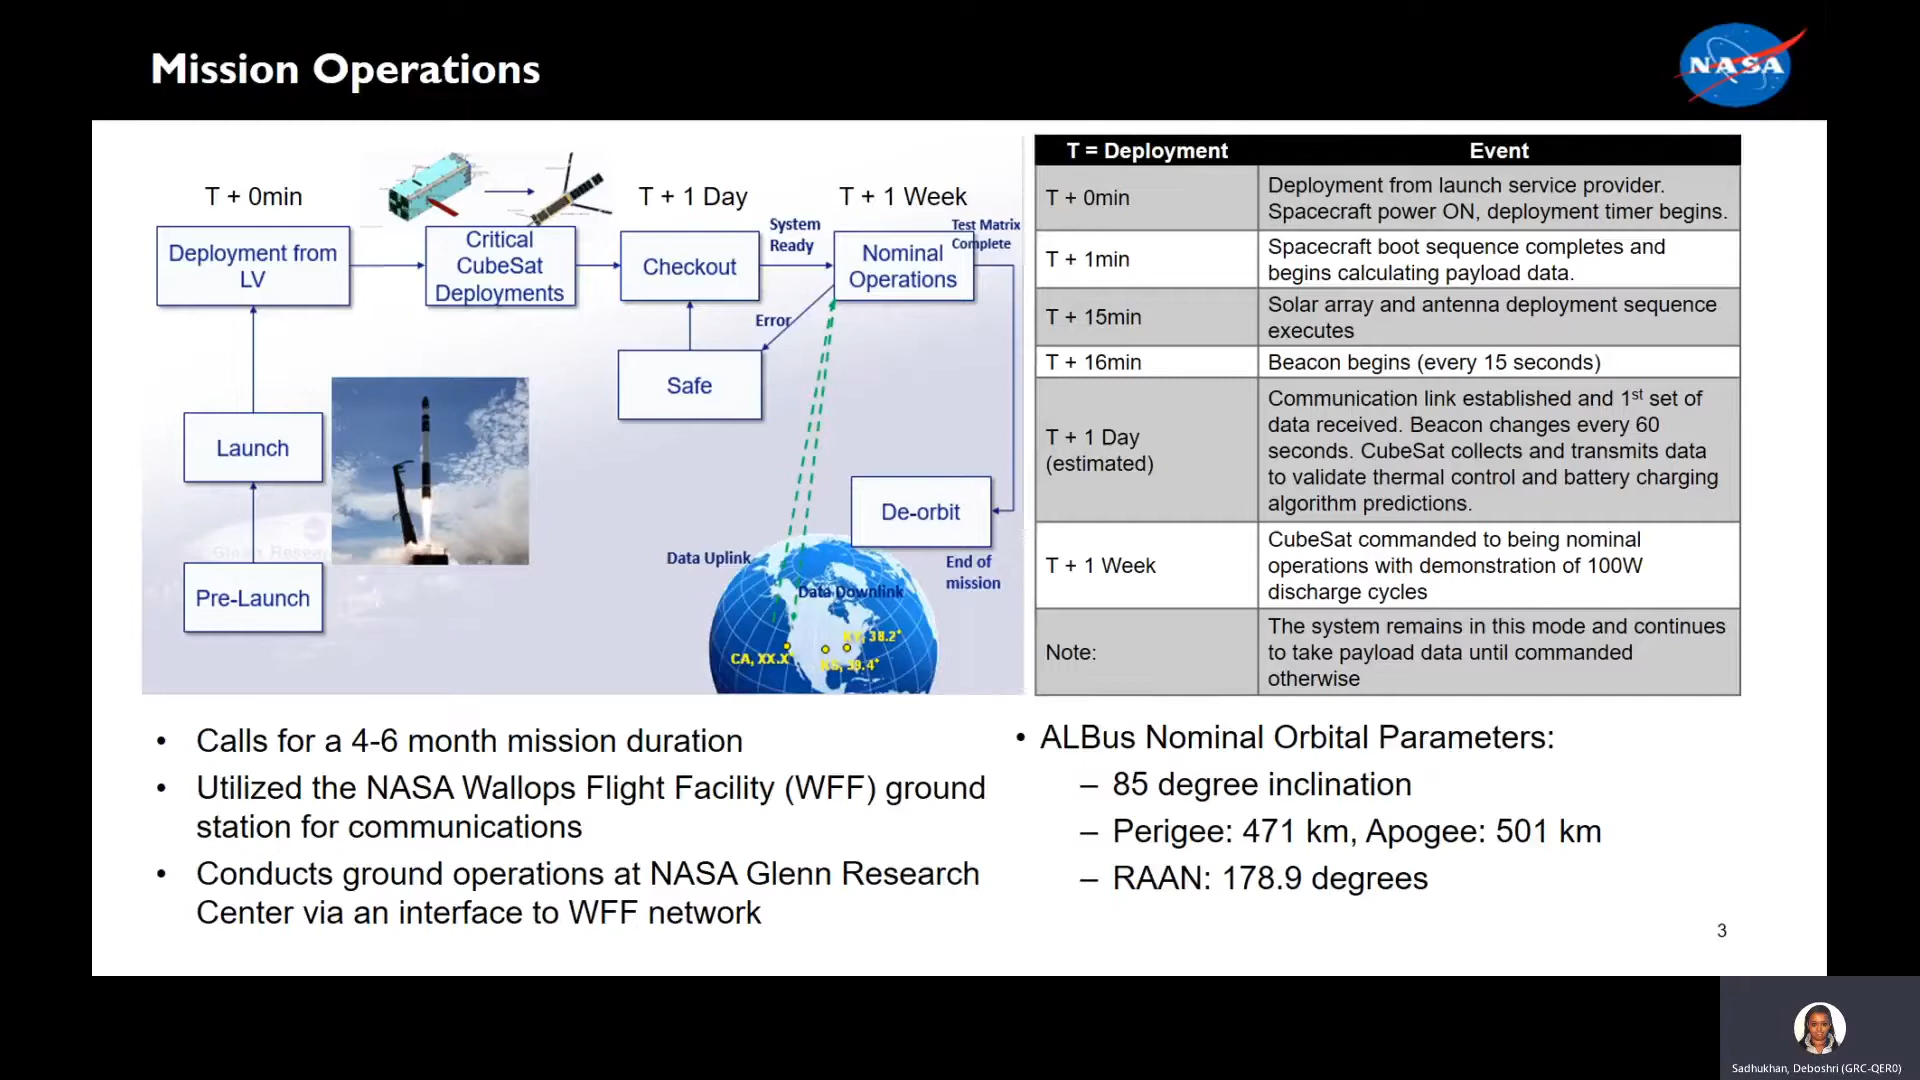 Mission Operations
NASA
T + 0min
T + 1 Day
T + 1 Week
Deployment from
LV
Critical
CubeSat
Deployments
Checkout
System
Ready
Nominal
Operations
Test Matrix
Complete
Error
Safe
Launch
Pre-Launch
De-orbit
End of
mission
Data Uplink
Data Downlink
CA, XX.X°
38.2°
T = Deployment
Event
T + 0min
Deployment from launch service provider.
Spacecraft power ON, deployment timer begins.
T + 1min
Spacecraft boot sequence completes and
begins calculating payload data.
T + 15min
Solar array and antenna deployment sequence
executes
T + 16min
Beacon begins (every 15 seconds)
T + 1 Day
(estimated)
Communication link established and 1st set of
data received. Beacon changes every 60
seconds. CubeSat collects and transmits data
to validate thermal control and battery charging
algorithm predictions.
T + 1 Week
CubeSat commanded to being nominal
operations with demonstration of 100W
discharge cycles
Note:
The system remains in this mode and continues
to take payload data until commanded
otherwise
• Calls for a 4-6 month mission duration
• Utilized the NASA Wallops Flight Facility (WFF) ground
station for communications
• Conducts ground operations at NASA Glenn Research
Center via an interface to WFF network
• ALBus Nominal Orbital Parameters:
– 85 degree inclination
– Perigee: 471 km, Apogee: 501 km
– RAAN: 178.9 degrees
3
Sadhukhan, Deboshri (GRC-QER0)